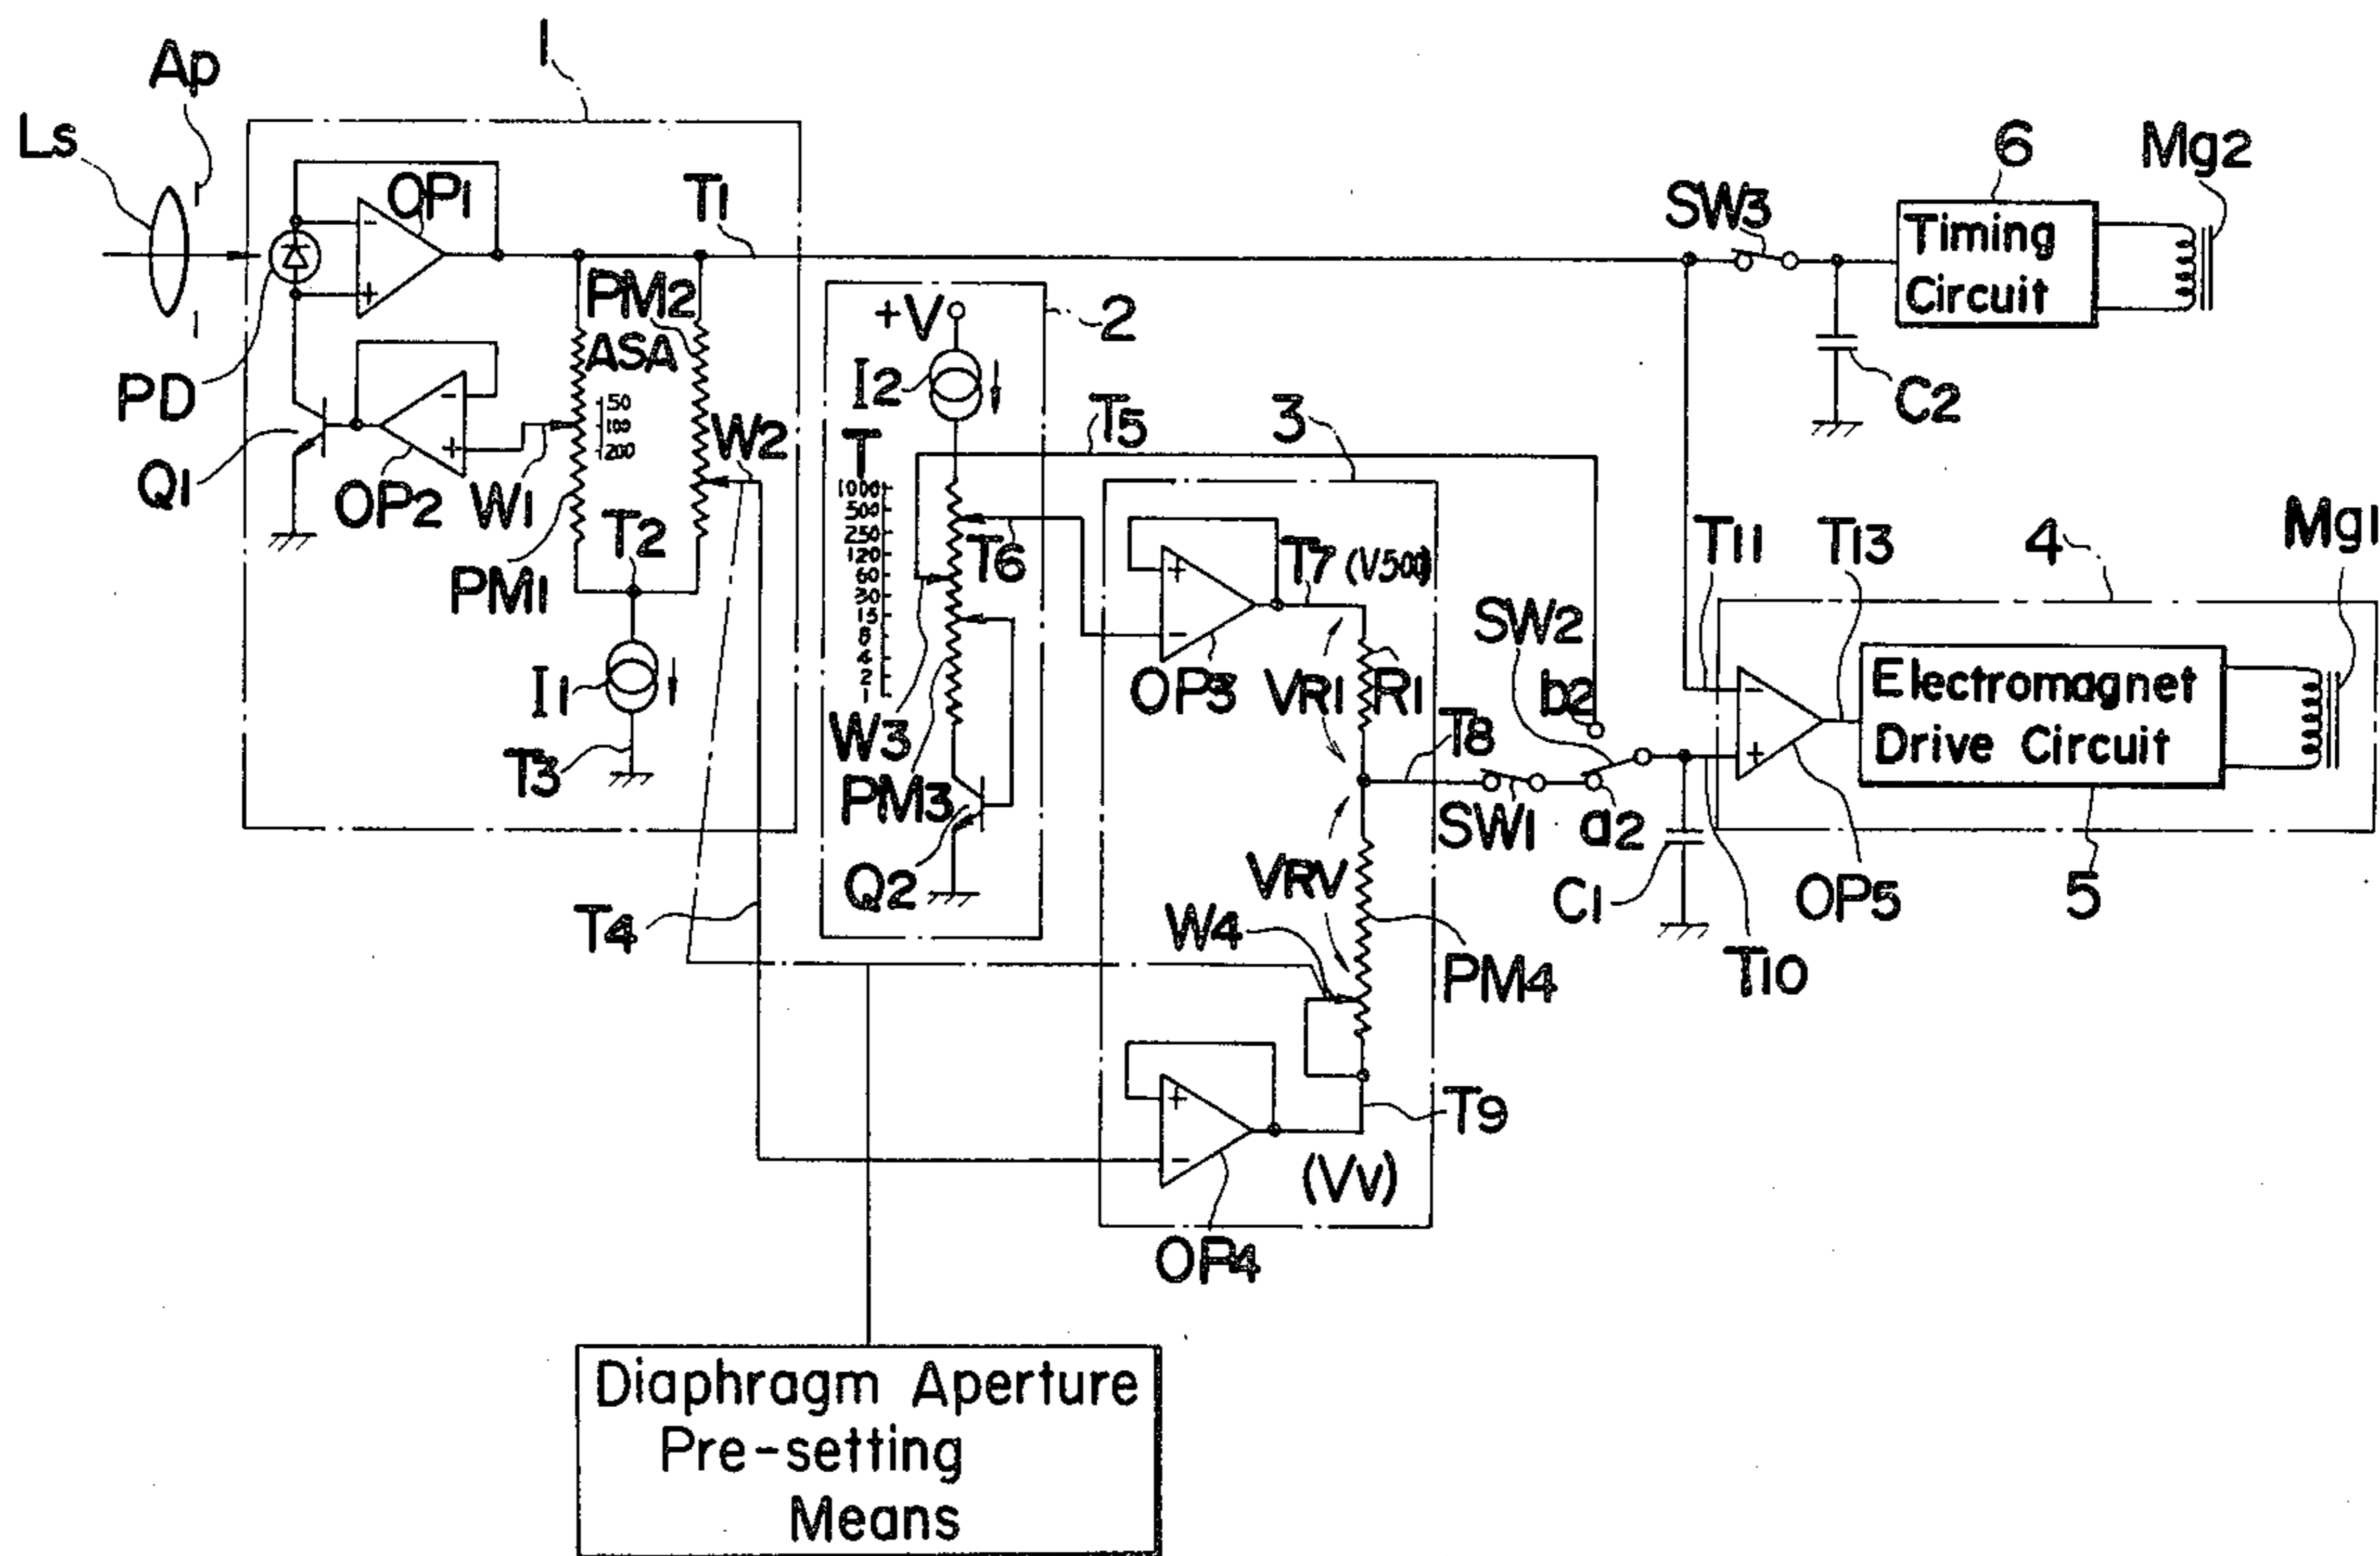 1
Ap
Ls
OP1
T1
6
Mg2
SW3
Timing
Circuit
PM2
+V
2
ASA
I2
PD
50
100
200
C2
T5
3
T
W2
Q1
OP2
W1
1000
500
250
120
60
30
15
8
4
2
1
T2
T6
T7 (V500)
T11
T13
4
Mg1
PM1
SW2
OP3
VR1
R1
b2
Electromagnet
Drive Circuit
I1
W3
T8
T3
PM3
SW1
a2
Q2
VRV
C1
OP5
5
T4
W4
PM4
T10
T9
(Vv)
OP4
Diaphragm Aperture
Pre-setting
Means